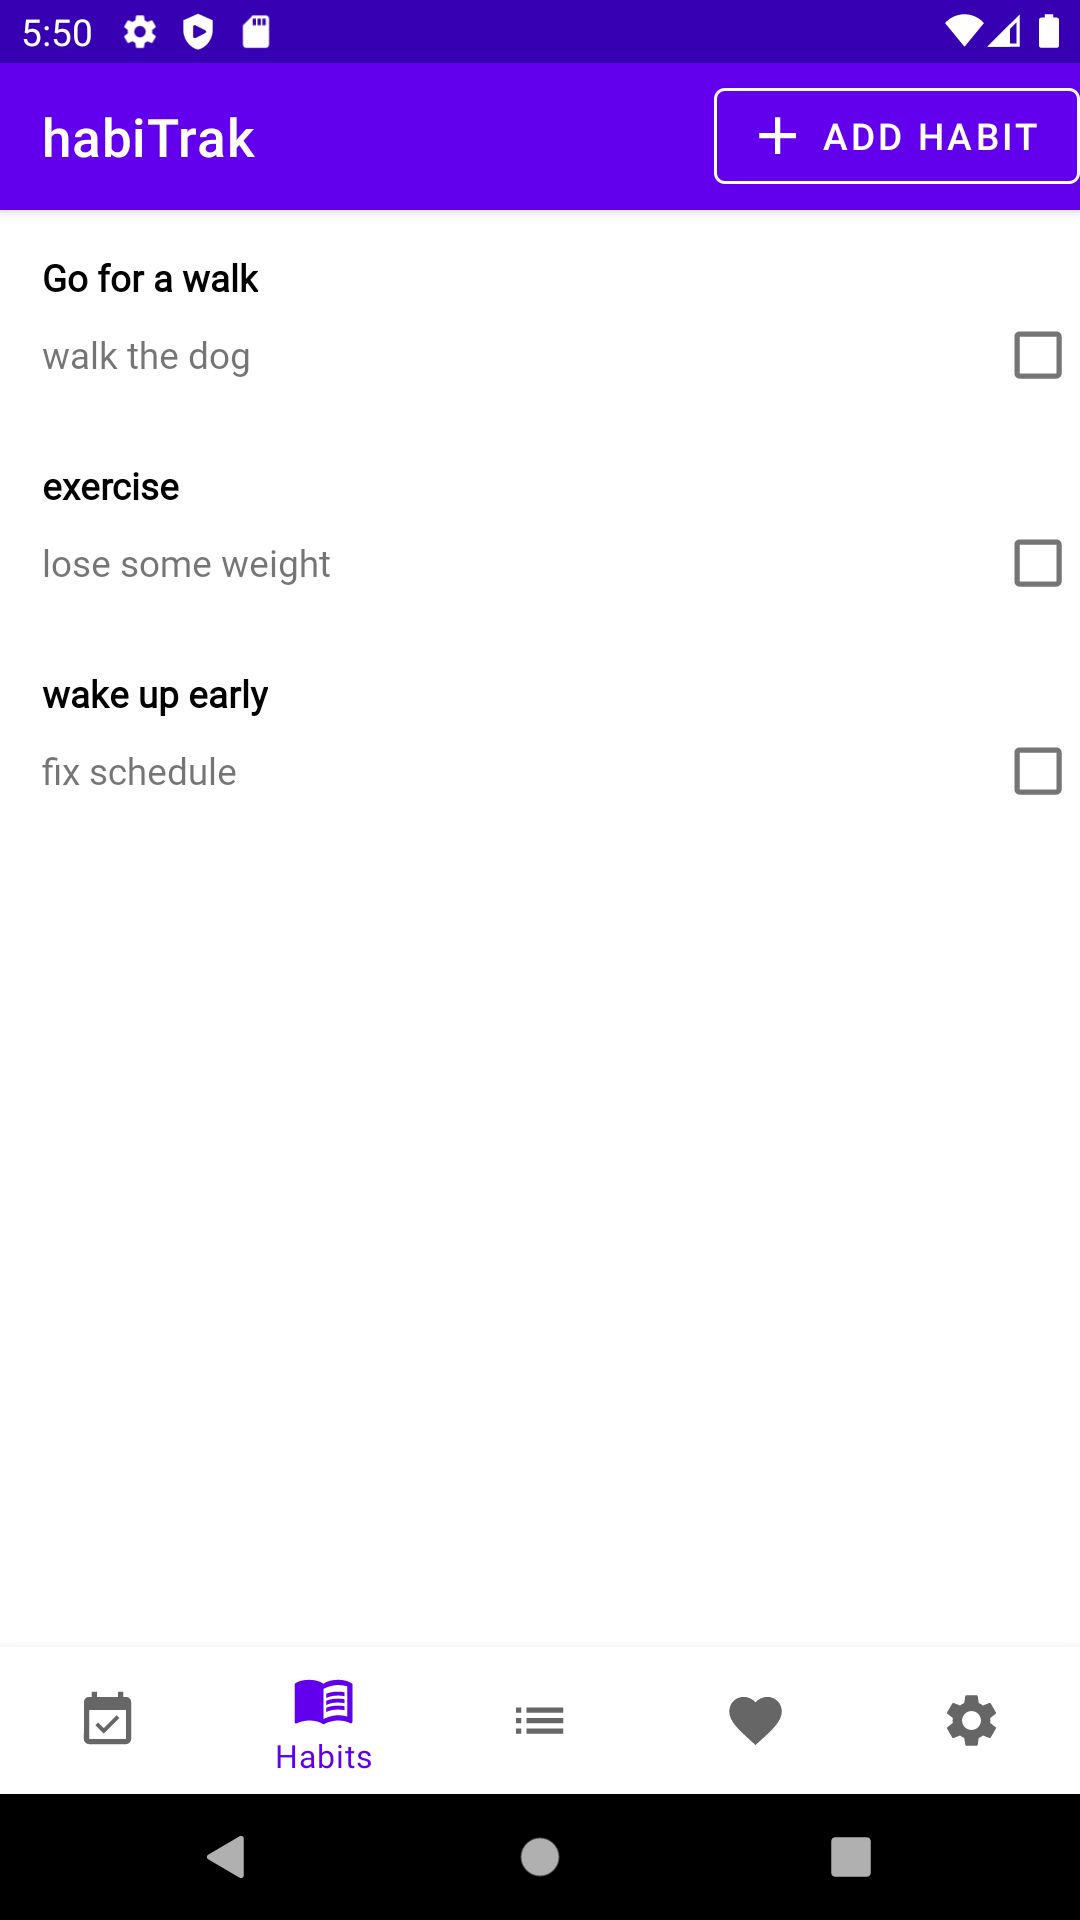 5:50
habiTrak
ADD HABIT
Go for a walk
walk the dog
exercise
lose some weight
wake up early
fix schedule
Habits